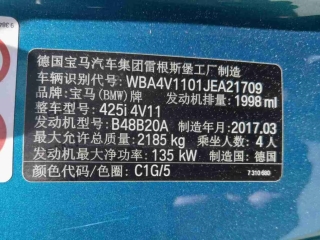 德国宝马汽车集团雷根斯堡工厂制造
车辆识别代号: WBA4V1101JEA21709
品牌: 宝马(BMW)牌 发动机排量: 1998 ml
整车型号: 425i 4V11
发动机型号: B48B20A 制造年月: 2017.03
最大允许总质量: 2185 kg 乘坐人数: 4 人
发动机最大净功率: 135 kW 制造国: 德国
颜色代码/色圈: C1G/5
7 310 680